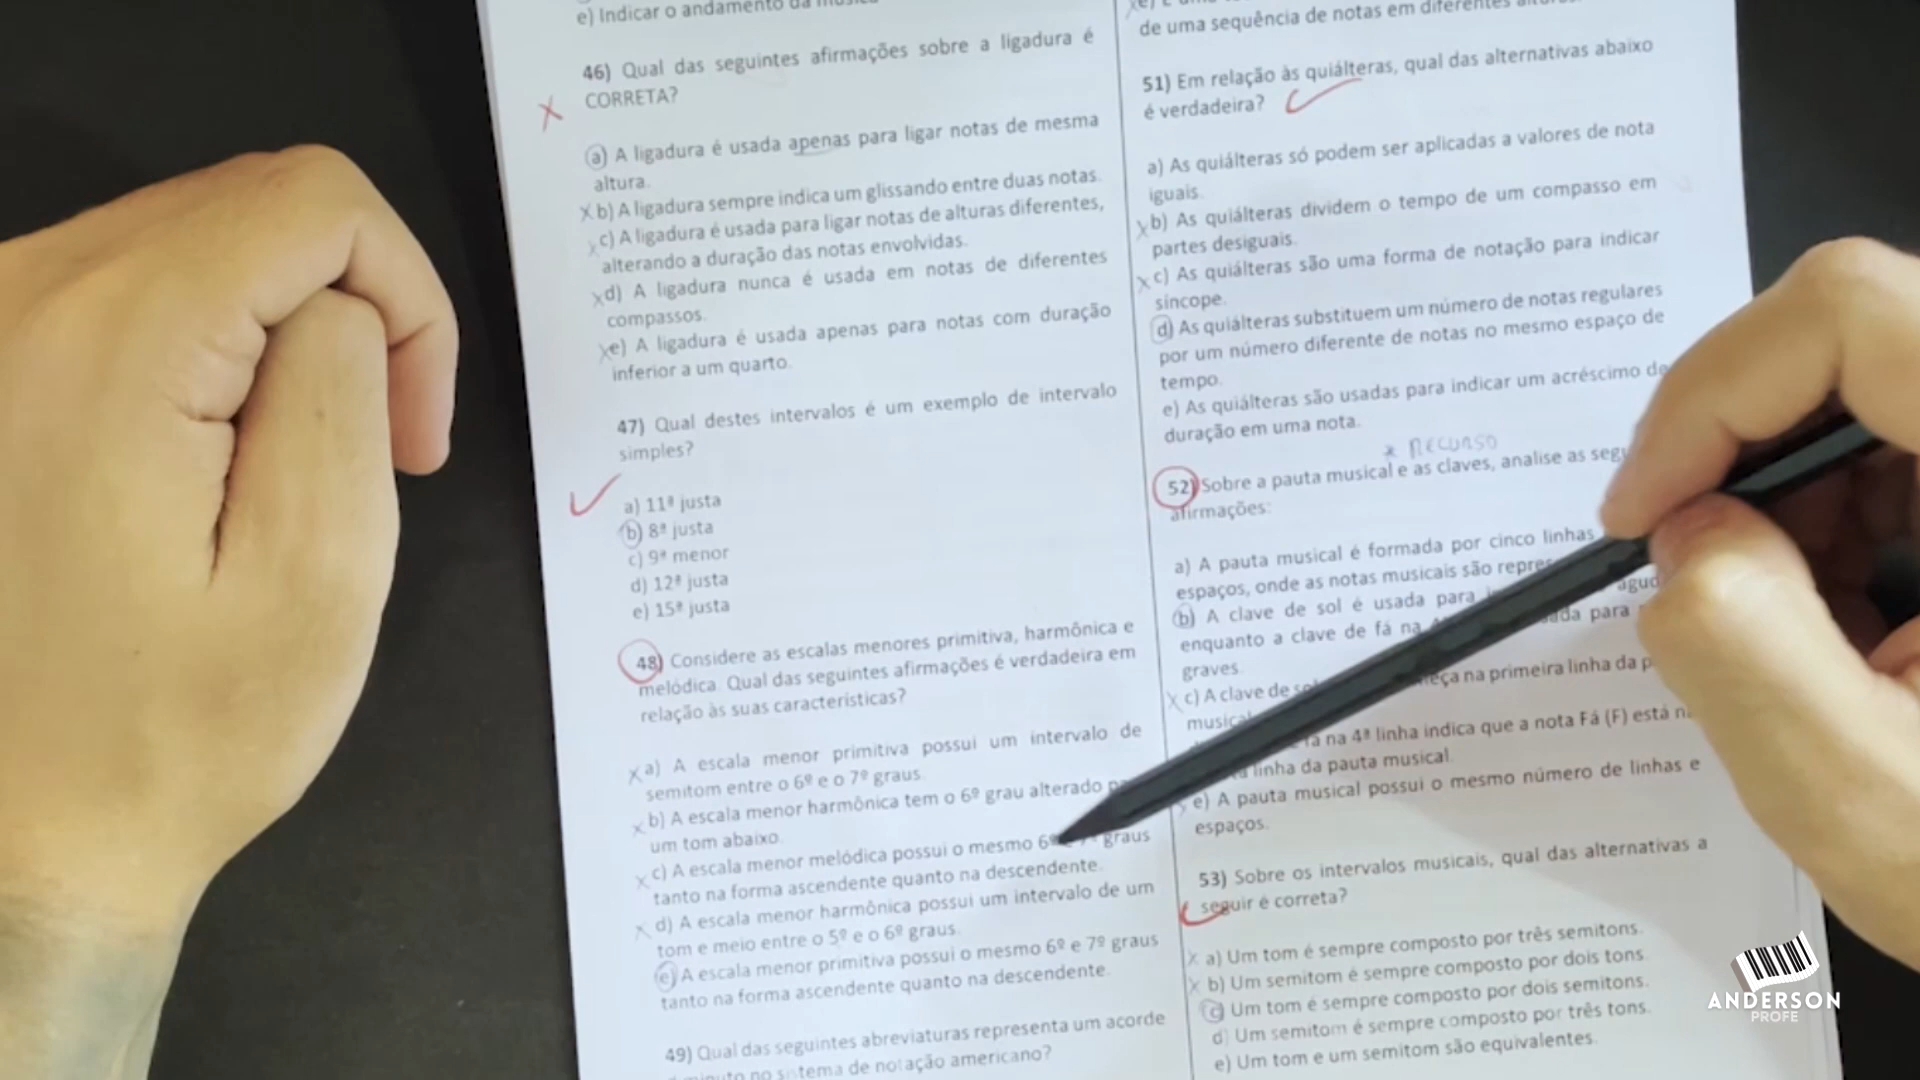 e) Indicar o andamento da
46) Qual das seguintes afirmações sobre a ligadura é
CORRETA?
a) A ligadura é usada apenas para ligar notas de mesma
altura.
b) A ligadura sempre indica um glissando entre duas notas.
c) A ligadura é usada para ligar notas de alturas diferentes,
alterando a duração das notas envolvidas.
d) A ligadura nunca é usada em notas de diferentes
compassos.
e) A ligadura é usada apenas para notas com duração
inferior a um quarto.
47) Qual destes intervalos é um exemplo de intervalo
simples?
a) 11ª justa
b) 8ª justa
c) 9ª menor
d) 12ª justa
e) 15ª justa
48) Considere as escalas menores primitiva, harmônica e
melódica. Qual das seguintes afirmações é verdadeira em
relação às suas características?
a) A escala menor primitiva possui um intervalo de
semitom entre o 6º e o 7º graus.
b) A escala menor harmônica tem o 6º grau alterado
um tom abaixo.
c) A escala menor melódica possui o mesmo 6º graus
tanto na forma ascendente quanto na descendente.
d) A escala menor harmônica possui um intervalo de um
tom e meio entre o 5º e o 6º graus.
e) A escala menor primitiva possui o mesmo 6º e 7º graus
tanto na forma ascendente quanto na descendente.
49) Qual das seguintes abreviaturas representa um acorde
no sistema de notação americano?
de uma sequência de notas em diferentes
51) Em relação às quiálteras, qual das alternativas abaixo
é verdadeira?
a) As quiálteras só podem ser aplicadas a valores de nota
iguais.
b) As quiálteras dividem o tempo de um compasso em
partes desiguais.
c) As quiálteras são uma forma de notação para indicar
síncope.
d) As quiálteras substituem um número de notas regulares
por um número diferente de notas no mesmo espaço de
tempo.
e) As quiálteras são usadas para indicar um acréscimo de
duração em uma nota.
* RECURSO
52) Sobre a pauta musical e as claves, analise as
afirmações:
a) A pauta musical é formada por cinco linhas
espaços, onde as notas musicais são
b) A clave de sol é usada para
enquanto a clave de fá na para
graves.
c) A clave de na primeira linha da
na 4ª linha indica que a nota Fá (F) está
linha da pauta musical.
e) A pauta musical possui o mesmo número de linhas e
espaços.
53) Sobre os intervalos musicais, qual das alternativas a
seguir é correta?
a) Um tom é sempre composto por três semitons.
b) Um semitom é sempre composto por dois tons.
c) Um tom é sempre composto por dois semitons.
d) Um semitom é sempre composto por três tons.
e) Um tom e um semitom são equivalentes.
ANDERSON
PROFE